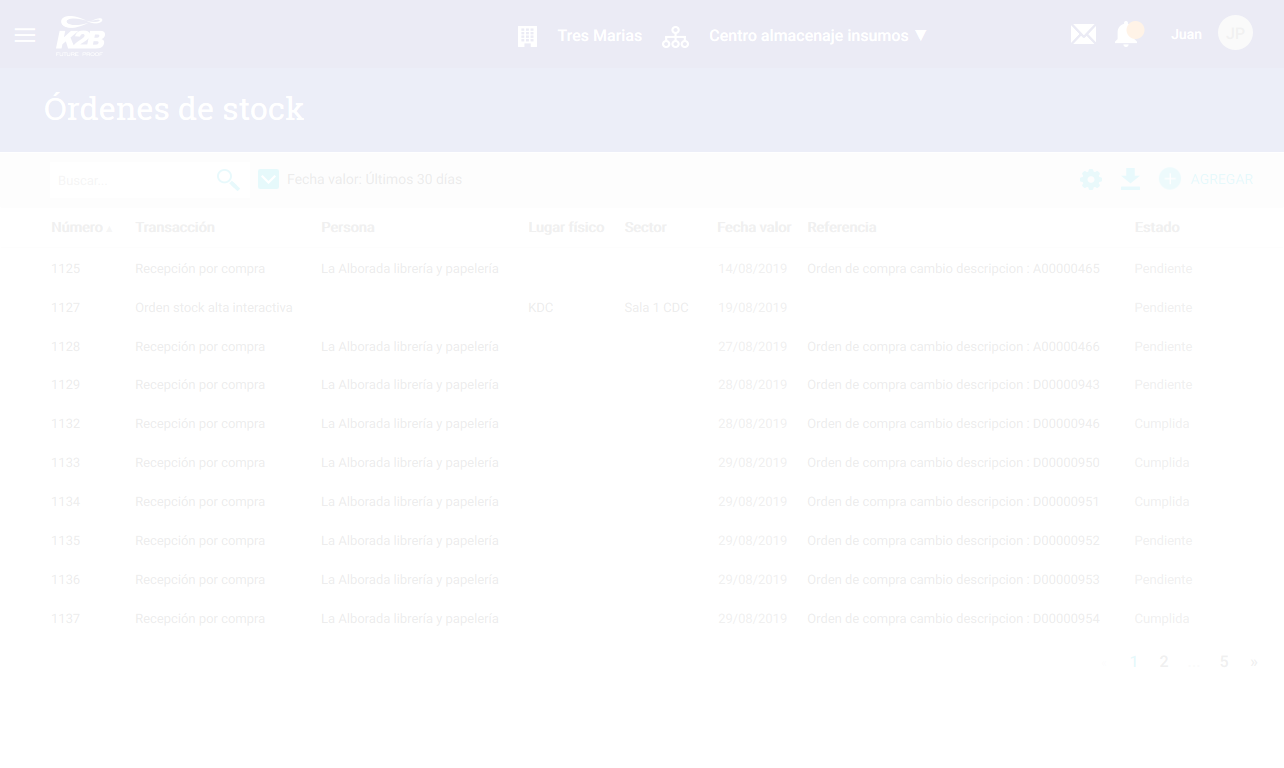 K2B
FUTURE TRUST
Tres Marias
Centro almacenaje insumos ▼
Juan
JP
Órdenes de stock
Buscar...
Fecha valor: Últimos 30 días
AGREGAR
Número ▲ Transacción Persona Lugar físico Sector Fecha valor Referencia Estado
1125 Recepción por compra La Alborada librería y papelería 14/08/2019 Orden de compra cambio descripcion : A00000465 Pendiente
1127 Orden stock alta interactiva KDC Sala 1 CDC 19/08/2019 Pendiente
1128 Recepción por compra La Alborada librería y papelería 27/08/2019 Orden de compra cambio descripcion : A00000466 Pendiente
1129 Recepción por compra La Alborada librería y papelería 28/08/2019 Orden de compra cambio descripcion : D00000943 Pendiente
1132 Recepción por compra La Alborada librería y papelería 28/08/2019 Orden de compra cambio descripcion : D00000946 Cumplida
1133 Recepción por compra La Alborada librería y papelería 29/08/2019 Orden de compra cambio descripcion : D00000950 Cumplida
1134 Recepción por compra La Alborada librería y papelería 29/08/2019 Orden de compra cambio descripcion : D00000951 Cumplida
1135 Recepción por compra La Alborada librería y papelería 29/08/2019 Orden de compra cambio descripcion : D00000952 Pendiente
1136 Recepción por compra La Alborada librería y papelería 29/08/2019 Orden de compra cambio descripcion : D00000953 Pendiente
1137 Recepción por compra La Alborada librería y papelería 29/08/2019 Orden de compra cambio descripcion : D00000954 Cumplida
1 2 ... 5 »